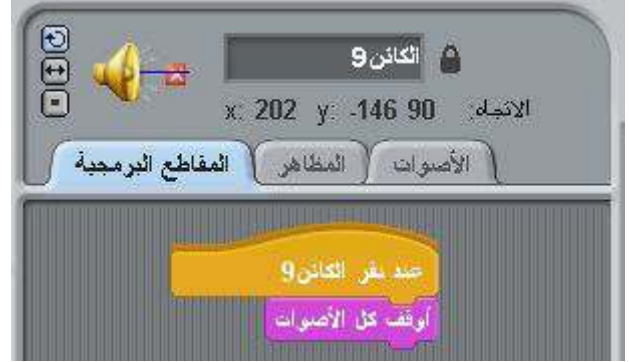 الكائن9
الاتجاه: 90 x: 202 y: -146
الأصوات المظاهر المقاطع البرمجية
عند نقر الكائن9
أوقف كل الأصوات